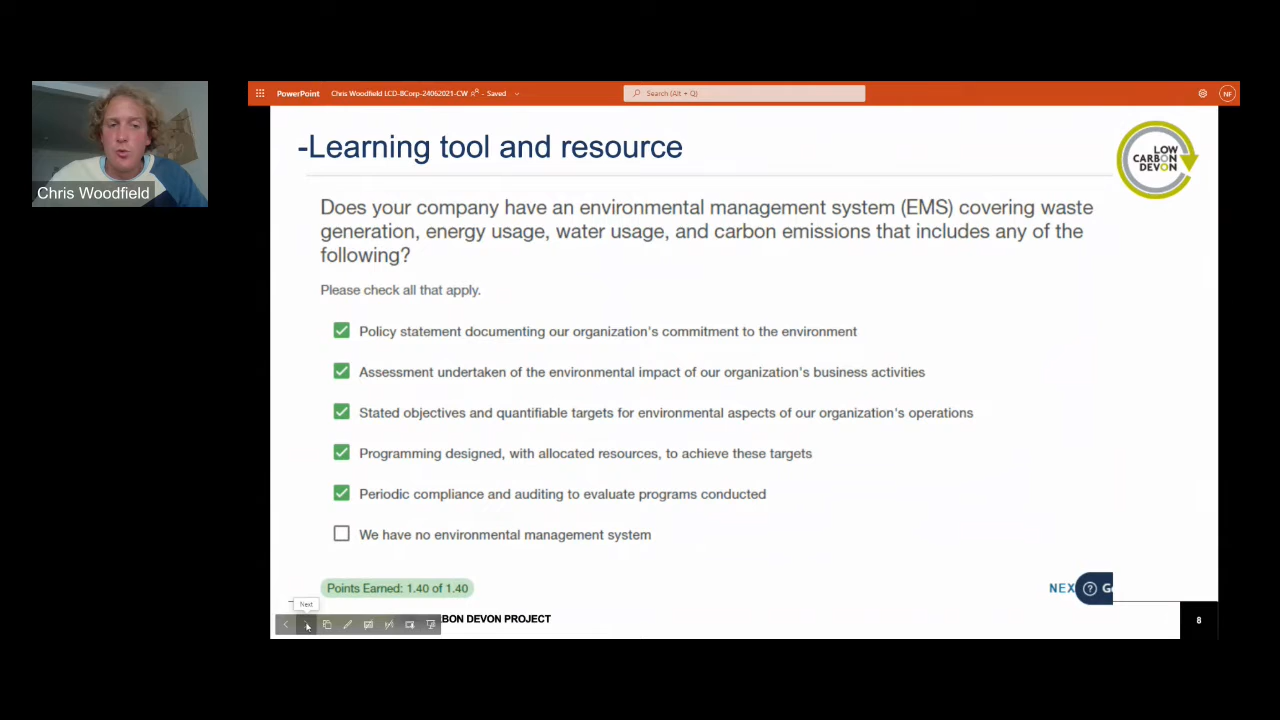 PowerPoint
Chris Woodfield LCD-BCorp-24062021-CW
- Saved
Search (Alt + Q)
NF
Chris Woodfield
-Learning tool and resource
LOW
CARBON
DEVON
Does your company have an environmental management system (EMS) covering waste
generation, energy usage, water usage, and carbon emissions that includes any of the
following?
Please check all that apply.
Policy statement documenting our organization's commitment to the environment
Assessment undertaken of the environmental impact of our organization's business activities
Stated objectives and quantifiable targets for environmental aspects of our organization's operations
Programming designed, with allocated resources, to achieve these targets
Periodic compliance and auditing to evaluate programs conducted
We have no environmental management system
Points Earned: 1.40 of 1.40
NEX
Next
BON DEVON PROJECT
8